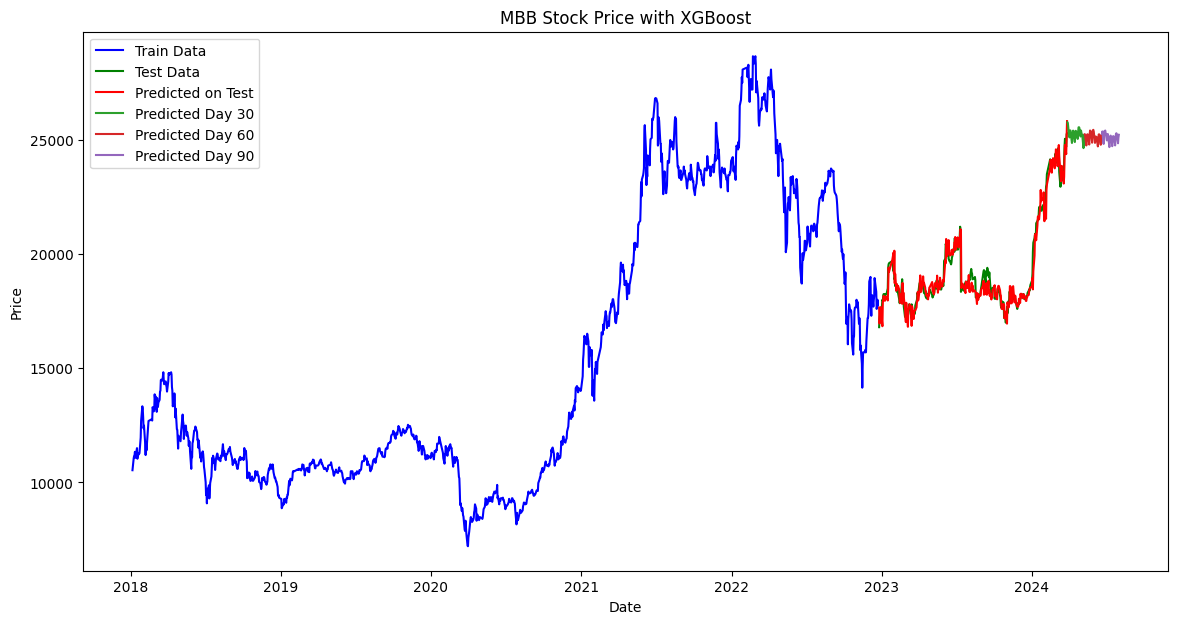 MBB Stock Price with XGBoost
Train Data
Test Data
Predicted on Test
Predicted Day 30
Predicted Day 60
Predicted Day 90
Price
25000
20000
15000
10000
2018
2019
2020
2021
2022
2023
2024
Date